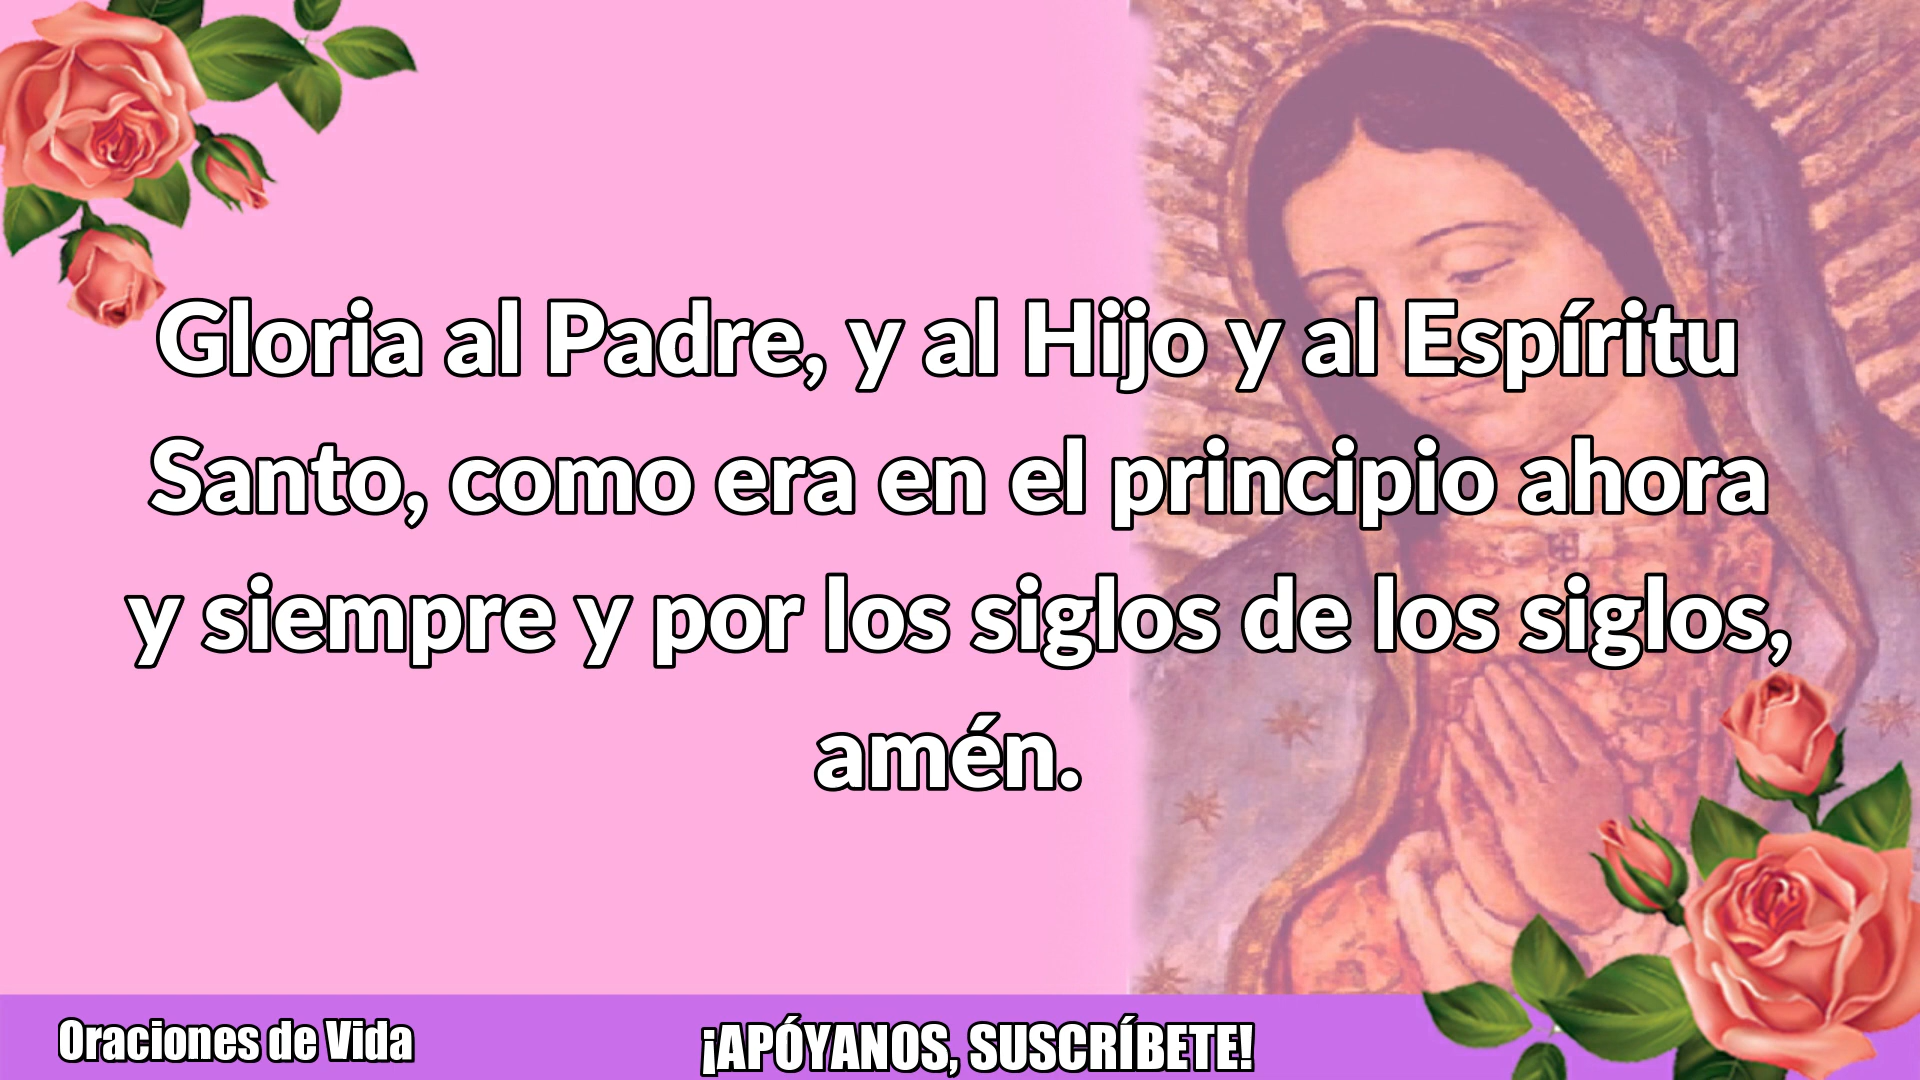 Gloria al Padre, y al Hijo y al Espíritu
Santo, como era en el principio ahora
y siempre y por los siglos de los siglos,
amén.
Oraciones de Vida
¡APÓYANOS, SUSCRÍBETE!